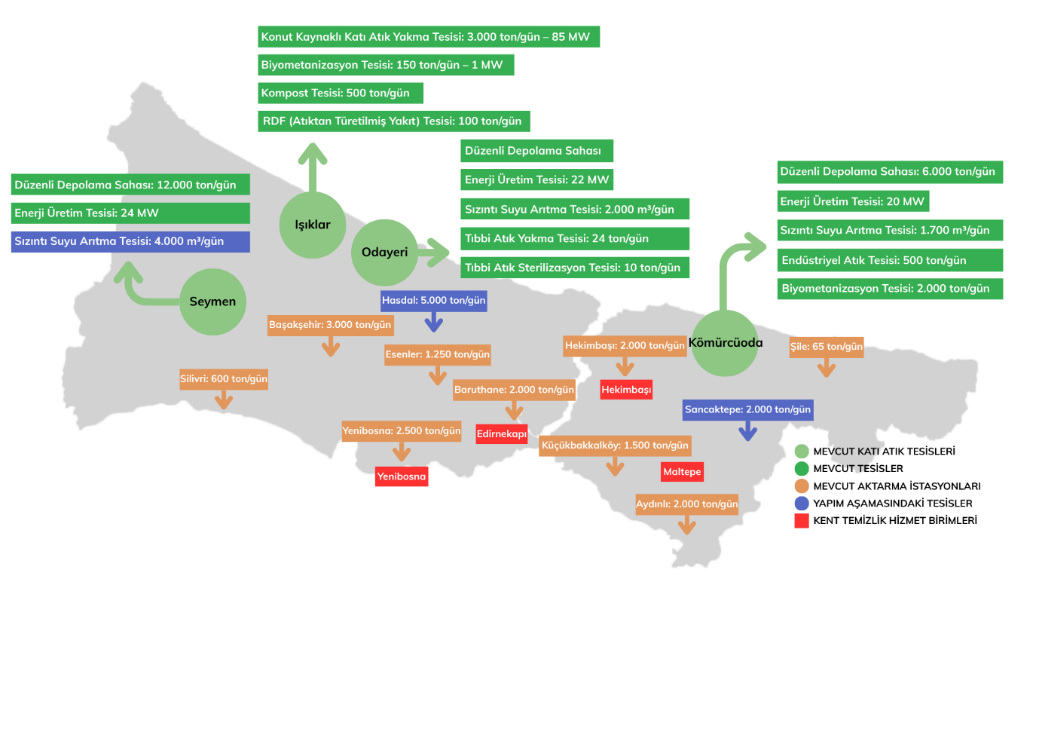 Konut Kaynaklı Katı Atık Yakma Tesisi: 3.000 ton/gün – 85 MW
Biyometanizasyon Tesisi: 150 ton/gün – 1 MW
Kompost Tesisi: 500 ton/gün
RDF (Atıktan Türetilmiş Yakıt) Tesisi: 100 ton/gün
Düzenli Depolama Sahası
Enerji Üretim Tesisi: 22 MW
Sızıntı Suyu Arıtma Tesisi: 2.000 m³/gün
Tıbbi Atık Yakma Tesisi: 24 ton/gün
Tıbbi Atık Sterilizasyon Tesisi: 10 ton/gün
Düzenli Depolama Sahası: 6.000 ton/gün
Enerji Üretim Tesisi: 20 MW
Sızıntı Suyu Arıtma Tesisi: 1.700 m³/gün
Endüstriyel Atık Tesisi: 500 ton/gün
Biyometanizasyon Tesisi: 2.000 ton/gün
Düzenli Depolama Sahası: 12.000 ton/gün
Enerji Üretim Tesisi: 24 MW
Sızıntı Suyu Arıtma Tesisi: 4.000 m³/gün
Işıklar
Odayeri
Seymen
Kömürcüoda
Hasdal: 5.000 ton/gün
Başakşehir: 3.000 ton/gün
Esenler: 1.250 ton/gün
Silivri: 600 ton/gün
Baruthane: 2.000 ton/gün
Edirnekapı
Yenibosna: 2.500 ton/gün
Yenibosna
Hekimbaşı: 2.000 ton/gün
Hekimbaşı
Şile: 65 ton/gün
Sancaktepe: 2.000 ton/gün
Küçükbakkalköy: 1.500 ton/gün
Maltepe
Aydınlı: 2.000 ton/gün
MEVCUT KATI ATIK TESİSLERİ
MEVCUT TESİSLER
MEVCUT AKTARMA İSTASYONLARI
YAPIM AŞAMASINDAKİ TESİSLER
KENT TEMİZLİK HİZMET BİRİMLERİ